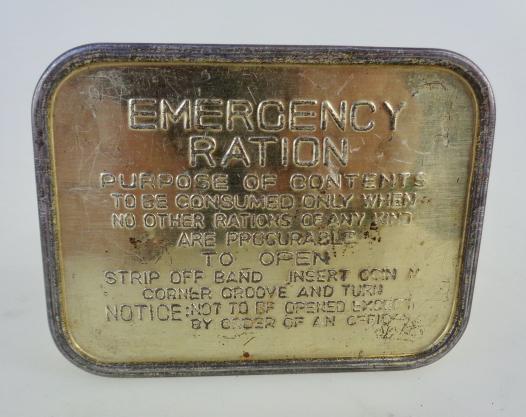 EMERGENCY
RATION
PURPOSE OF CONTENTS
TO BE CONSUMED ONLY WHEN
NO OTHER RATIONS OF ANY KIND
ARE PROCURABLE
TO OPEN
STRIP OFF BAND INSERT COIN
CORNER GROOVE AND TURN
NOTICE: NOT TO BE OPENED EXCEPT
BY ORDER OF AN